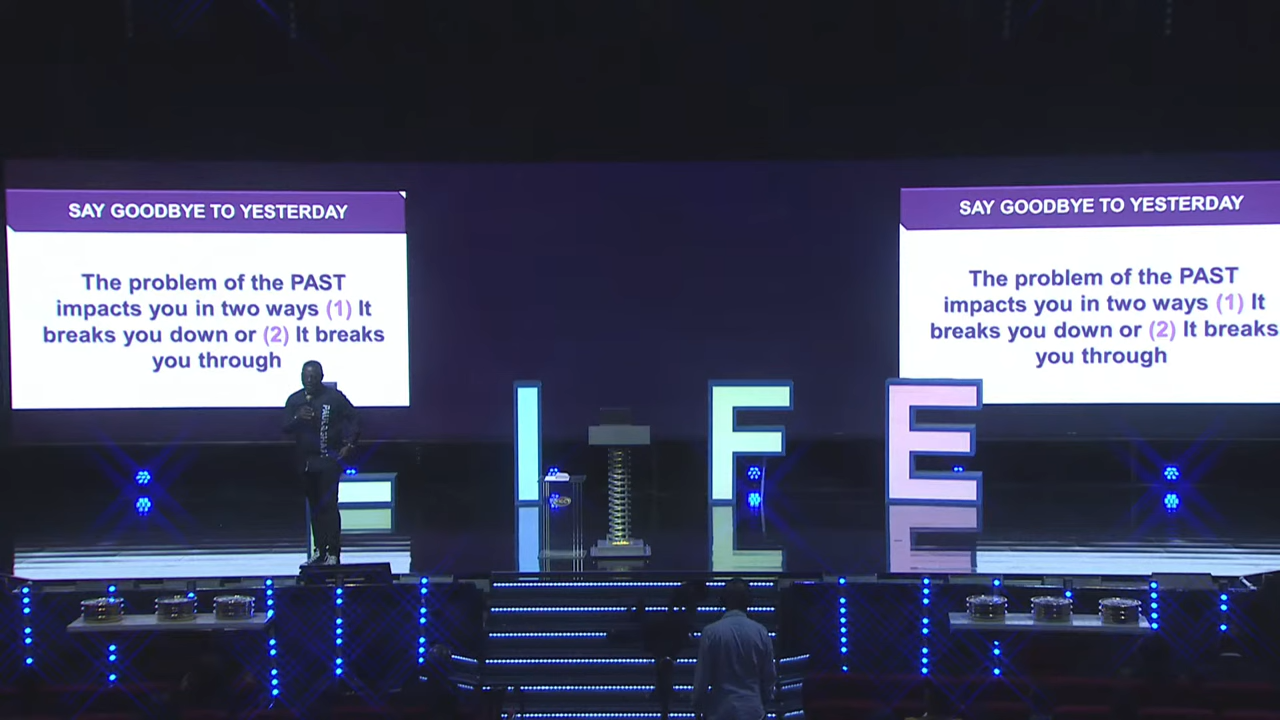 SAY GOODBYE TO YESTERDAY
The problem of the PAST
impacts you in two ways (1) It
breaks you down or (2) It breaks
you through
SAY GOODBYE TO YESTERDAY
The problem of the PAST
impacts you in two ways (1) It
breaks you down or (2) It breaks
you through
L I F E